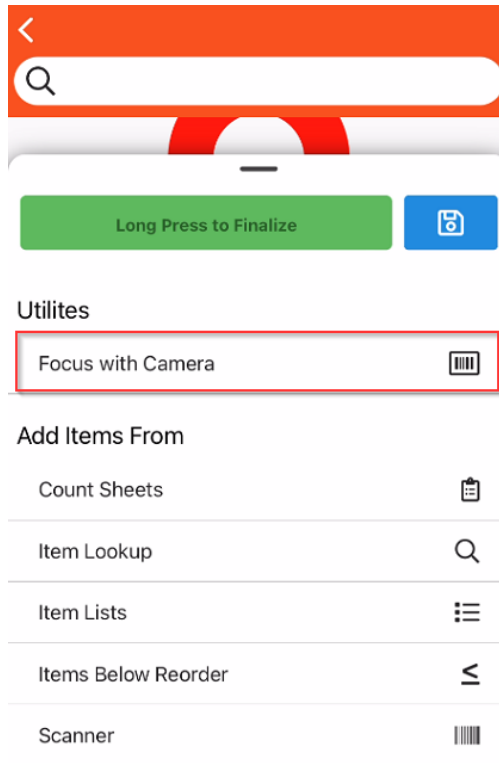 Long Press to Finalize
Utilites
Focus with Camera
Add Items From
Count Sheets
Item Lookup
Item Lists
Items Below Reorder
Scanner